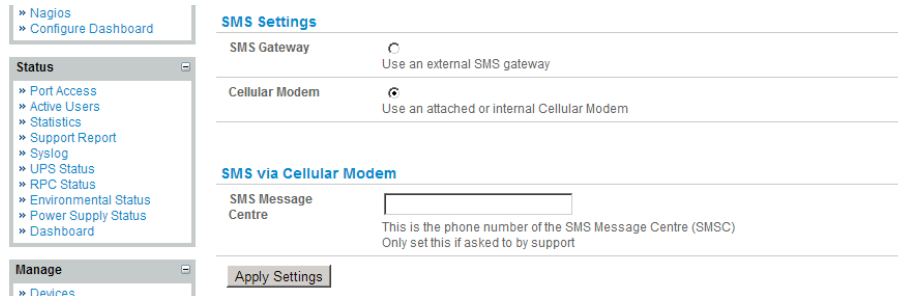 » Nagios
» Configure Dashboard
Status
» Port Access
» Active Users
» Statistics
» Support Report
» Syslog
» UPS Status
» RPC Status
» Environmental Status
» Power Supply Status
» Dashboard
Manage
» Devices
SMS Settings
SMS Gateway
Use an external SMS gateway
Cellular Modem
Use an attached or internal Cellular Modem
SMS via Cellular Modem
SMS Message
Centre
This is the phone number of the SMS Message Centre (SMSC)
Only set this if asked to by support
Apply Settings